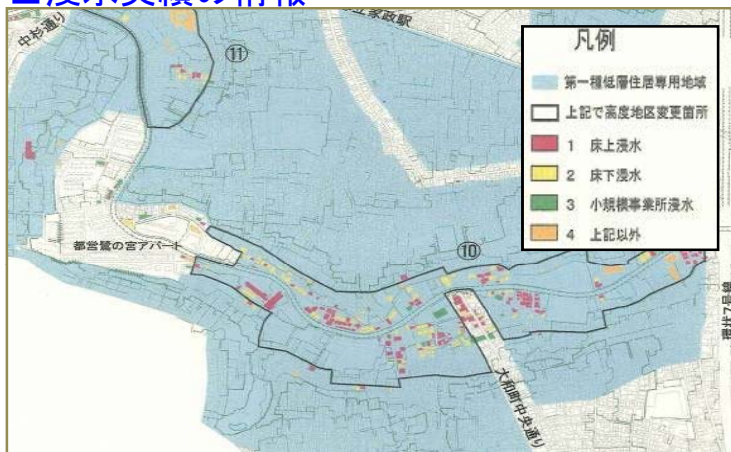 ■浸水実績の情報
中杉通り
立家政駅
⑪
凡例
第一種低層住居専用地域
上記で高度地区変更箇所
1 床上浸水
2 床下浸水
3 小規模事業所浸水
4 上記以外
都営鷺の宮アパート
⑩
環状7号線
大和町中央通り